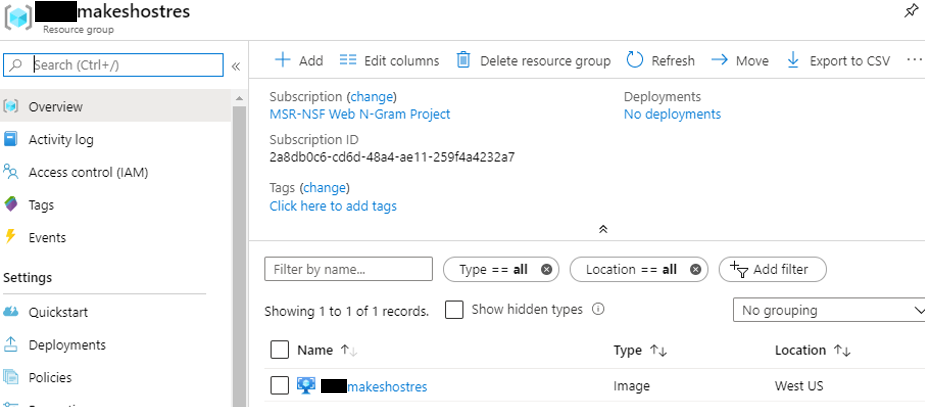 makeshostres
Resource group
Search (Ctrl+/)
«
Overview
Activity log
Access control (IAM)
Tags
Events
Settings
Quickstart
Deployments
Policies
Add
Edit columns
Delete resource group
Refresh
Move
Export to CSV
...
Subscription (change)
MSR-NSF Web N-Gram Project
Subscription ID
2a8db0c6-cd6d-48a4-ae11-259f4a4232a7
Tags (change)
Click here to add tags
Deployments
No deployments
Filter by name...
Type == all
Location == all
Add filter
Showing 1 to 1 of 1 records.
Show hidden types
No grouping
Name
Type
Location
makeshostres
Image
West US